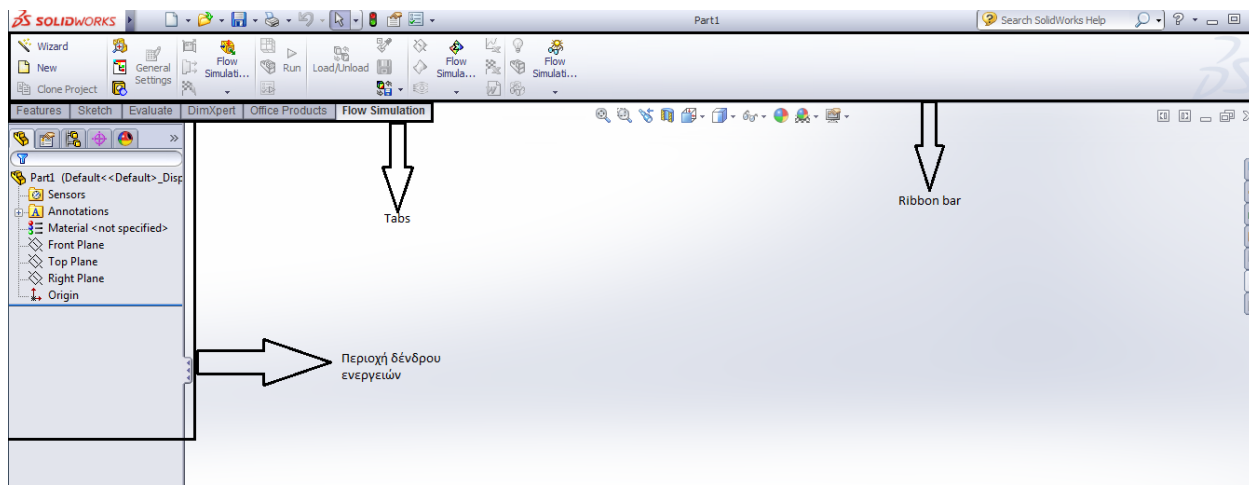 SOLIDWORKS
Part1
Search SolidWorks Help
Wizard
New
Clone Project
General
Settings
Flow
Simulati...
Run
Load/Unload
Flow
Simula...
Flow
Simulati...
Features
Sketch
Evaluate
DimXpert
Office Products
Flow Simulation
Part1 (Default<<Default>_Disp
Sensors
Annotations
Material <not specified>
Front Plane
Top Plane
Right Plane
Origin
Tabs
Ribbon bar
Περιοχή δένδρου
ενεργειών